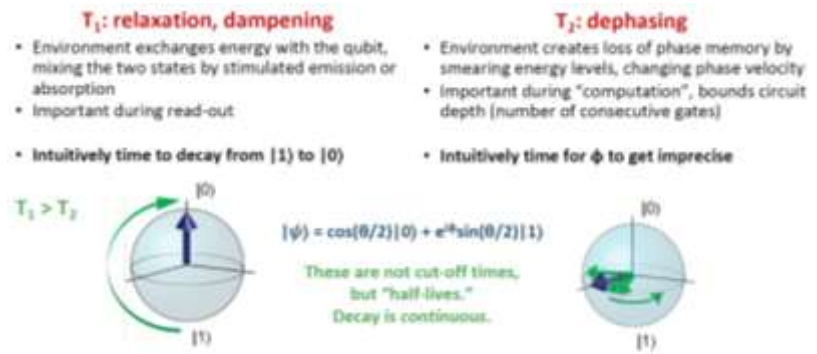 T₁: relaxation, dampening
• Environment exchanges energy with the qubit,
mixing the two states by stimulated emission or
absorption
• Important during read-out
• Intuitively time to decay from |1⟩ to |0⟩
T₂: dephasing
• Environment creates loss of phase memory by
smearing energy levels, changing phase velocity
• Important during "computation", bounds circuit
depth (number of consecutive gates)
• Intuitively time for ϕ to get imprecise
T₁ > T₂
|0⟩
|1⟩
|ψ⟩ = cos(θ/2)|0⟩ + e^{iϕ}sin(θ/2)|1⟩
These are not cut-off times,
but "half-lives."
Decay is continuous.
|0⟩
|1⟩